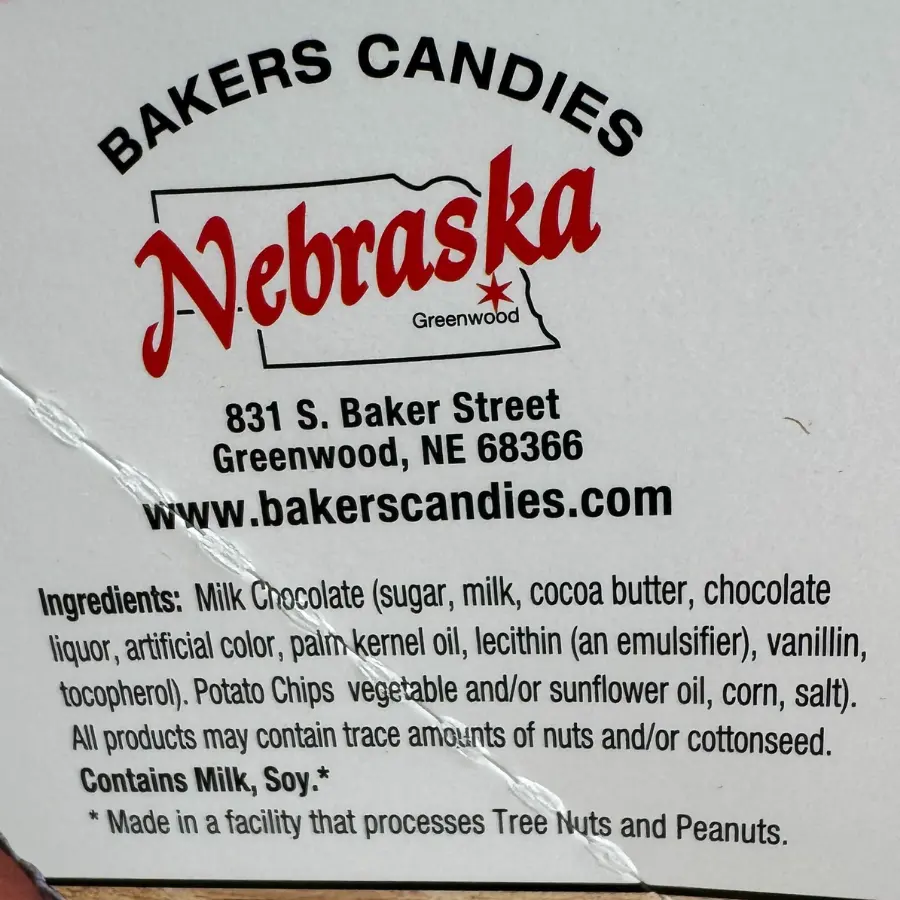 BAKERS CANDIES
Nebraska
Greenwood
831 S. Baker Street
Greenwood, NE 68366
www.bakerscandies.com
Ingredients: Milk Chocolate (sugar, milk, cocoa butter, chocolate
liquor, artificial color, palm kernel oil, lecithin (an emulsifier), vanillin,
tocopherol). Potato Chips vegetable and/or sunflower oil, corn, salt).
All products may contain trace amounts of nuts and/or cottonseed.
Contains Milk, Soy.*
* Made in a facility that processes Tree Nuts and Peanuts.